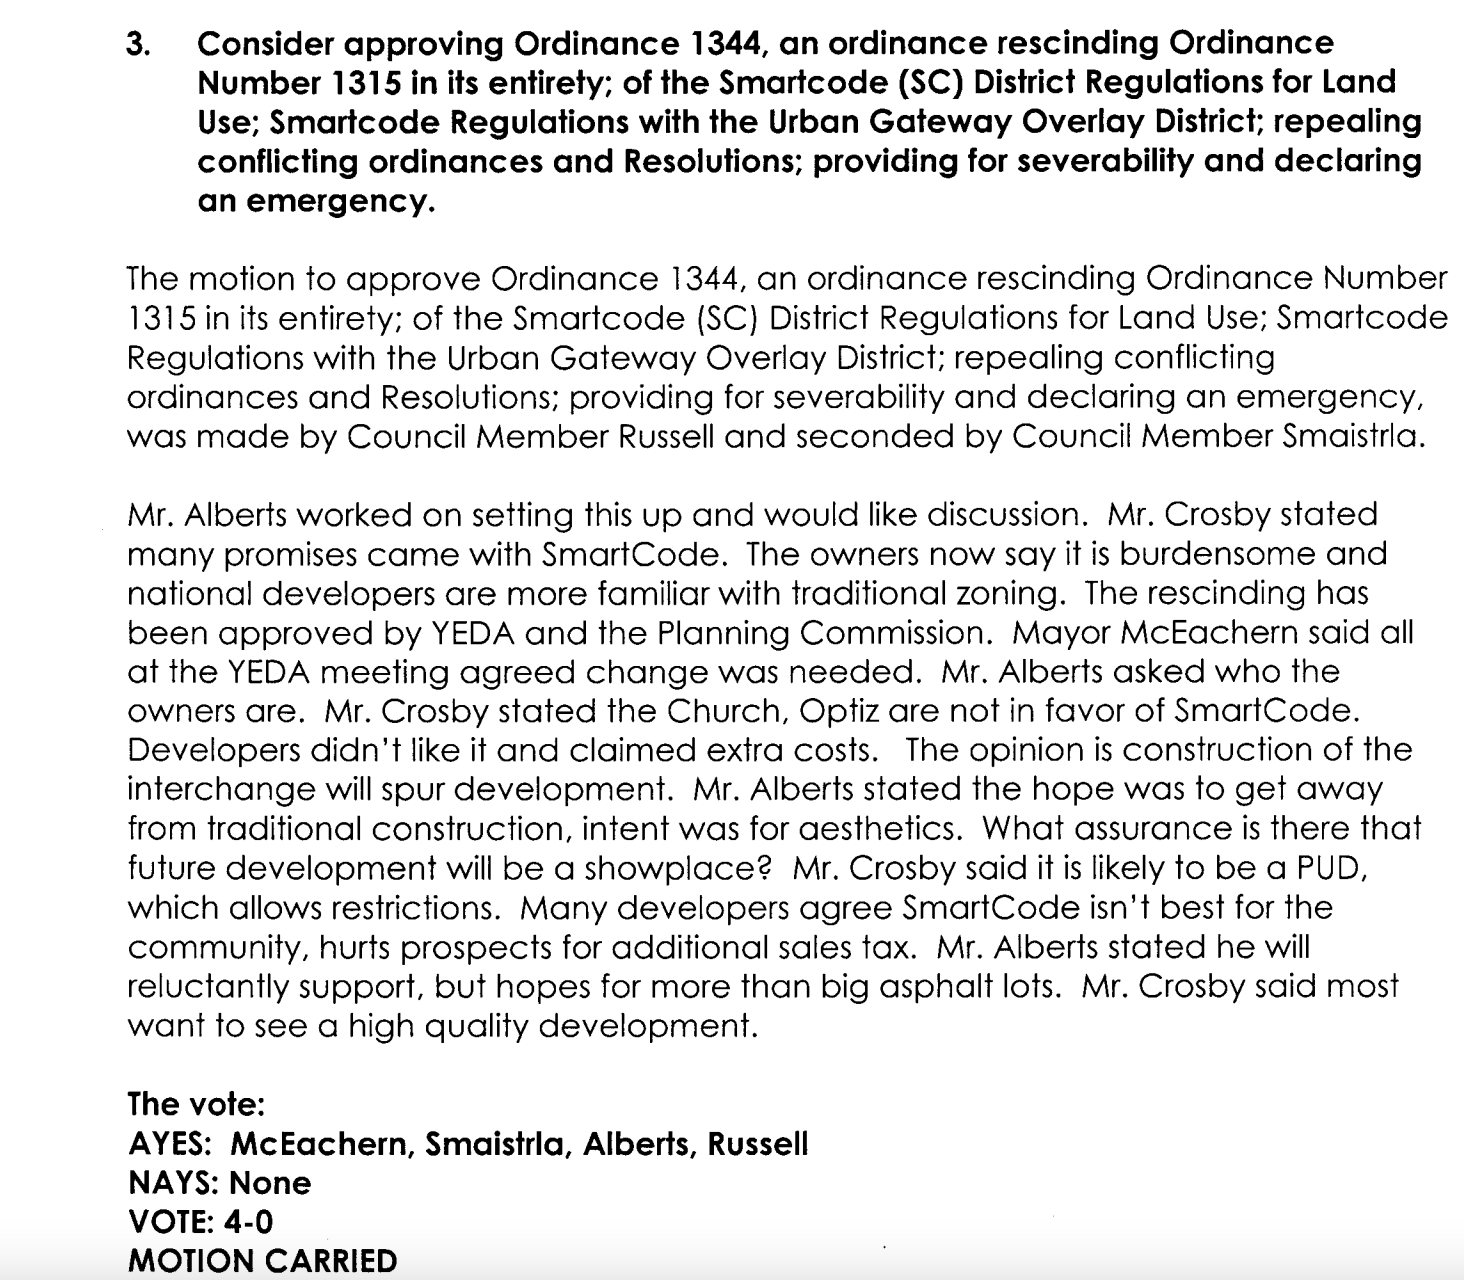 3. Consider approving Ordinance 1344, an ordinance rescinding Ordinance
Number 1315 in its entirety; of the Smartcode (SC) District Regulations for Land
Use; Smartcode Regulations with the Urban Gateway Overlay District; repealing
conflicting ordinances and Resolutions; providing for severability and declaring
an emergency.
The motion to approve Ordinance 1344, an ordinance rescinding Ordinance Number
1315 in its entirety; of the Smartcode (SC) District Regulations for Land Use; Smartcode
Regulations with the Urban Gateway Overlay District; repealing conflicting
ordinances and Resolutions; providing for severability and declaring an emergency,
was made by Council Member Russell and seconded by Council Member Smaistrla.
Mr. Alberts worked on setting this up and would like discussion. Mr. Crosby stated
many promises came with SmartCode. The owners now say it is burdensome and
national developers are more familiar with traditional zoning. The rescinding has
been approved by YEDA and the Planning Commission. Mayor McEachern said all
at the YEDA meeting agreed change was needed. Mr. Alberts asked who the
owners are. Mr. Crosby stated the Church, Optiz are not in favor of SmartCode.
Developers didn't like it and claimed extra costs. The opinion is construction of the
interchange will spur development. Mr. Alberts stated the hope was to get away
from traditional construction, intent was for aesthetics. What assurance is there that
future development will be a showplace? Mr. Crosby said it is likely to be a PUD,
which allows restrictions. Many developers agree SmartCode isn't best for the
community, hurts prospects for additional sales tax. Mr. Alberts stated he will
reluctantly support, but hopes for more than big asphalt lots. Mr. Crosby said most
want to see a high quality development.
The vote:
AYES: McEachern, Smaistrla, Alberts, Russell
NAYS: None
VOTE: 4-0
MOTION CARRIED